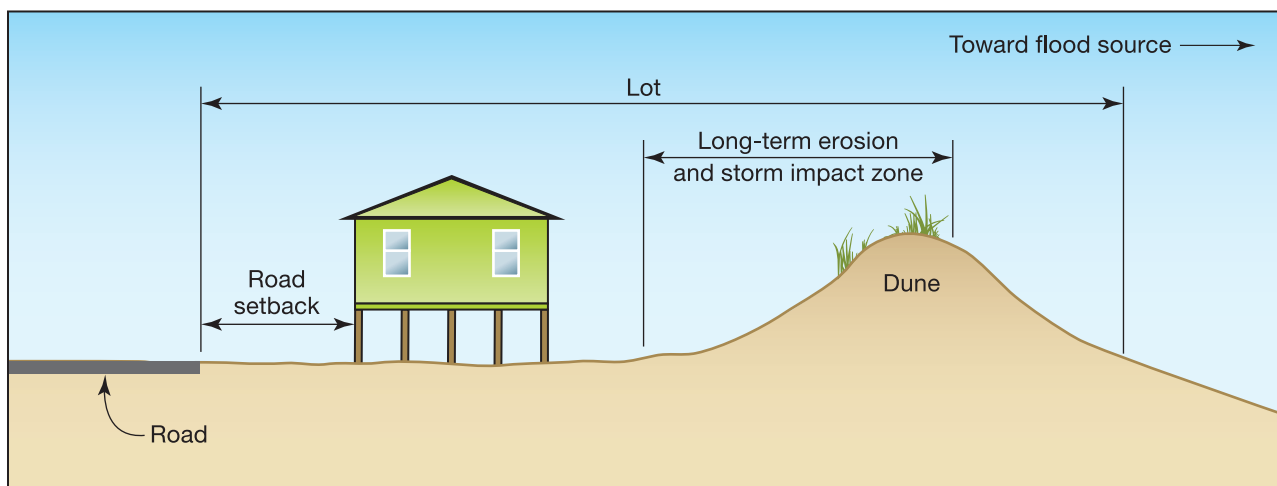 Toward flood source
Lot
Long-term erosion
and storm impact zone
Road
setback
Dune
Road